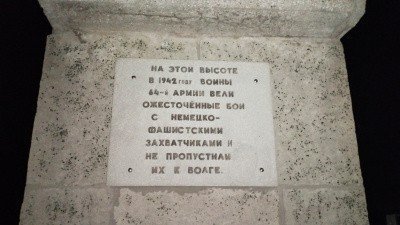 НА ЭТОЙ ВЫСОТЕ
В 1942 ГОДУ ВОИНЫ
64-Й АРМИИ ВЕЛИ
ОЖЕСТОЧЁННЫЕ БОИ
С НЕМЕЦКО-
ФАШИСТСКИМИ
ЗАХВАТЧИКАМИ И
НЕ ПРОПУСТИЛИ
ИХ К ВОЛГЕ.